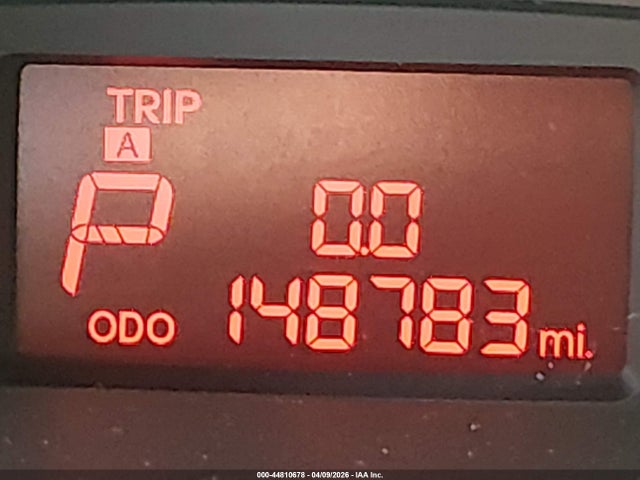 TRIP
A
P 0.0
ODO 148783 mi.
000-44810678 - 04/09/2026 - IAA Inc.